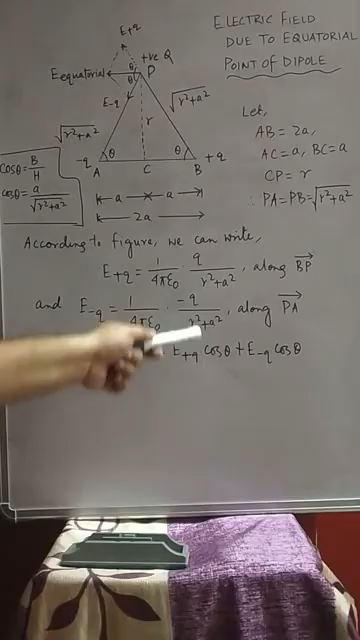 ELECTRIC FIELD
DUE TO EQUATORIAL
POINT OF DIPOLE
E+q
+ve Q
Eequatorial
θ
θ
P
E-q
√r²+a²
√r²+a²
r
-q
θ
θ
+q
A
C
B
a
a
2a
cosθ = B/H
cosθ = a/√r²+a²
Let,
AB = 2a,
AC = a, BC = a
CP = r
∴ PA = PB = √r²+a²
According to figure, we can write,
E+q = 1/4πε0 · q/r²+a², along BP
and E-q = 1/4πε0 · -q/r²+a², along PA
E+q cosθ + E-q cosθ